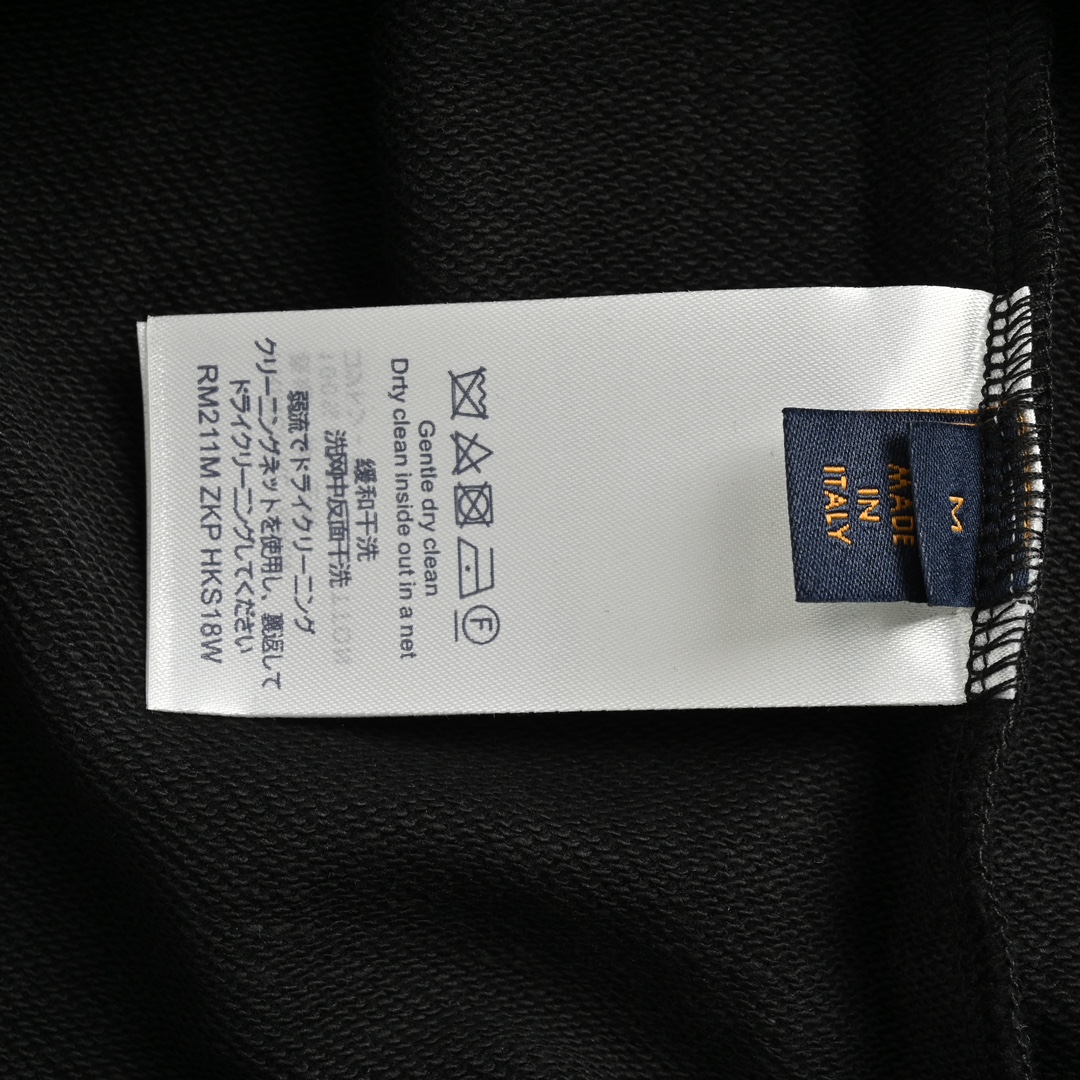 M
MADE
IN
ITALY
F
Gentle dry clean
Drty clean inside out in a net
缓和干洗
洗网中反面干洗
弱流でドライクリーニング
クリーニングネットを使用し、裏返して
ドライクリーニングしてください
RM211M ZKP HKS18W